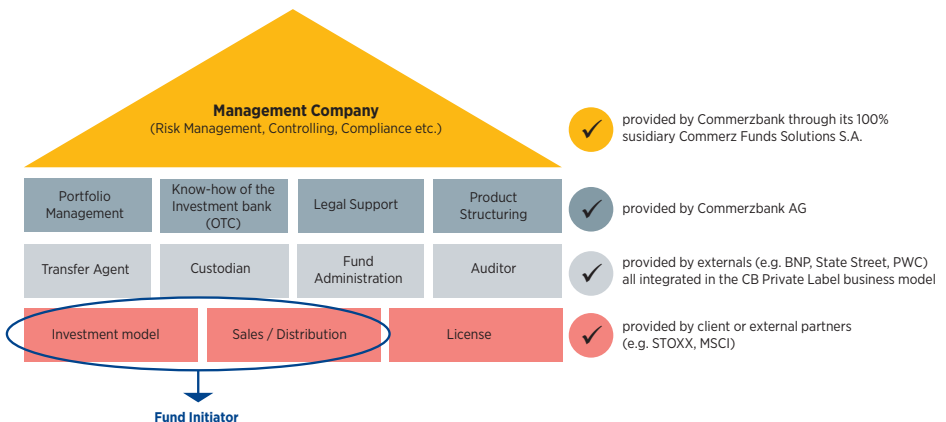 Management Company
(Risk Management, Controlling, Compliance etc.)
provided by Commerzbank through its 100%
susidiary Commerz Funds Solutions S.A.
Portfolio
Management
Know-how of the
Investment bank
(OTC)
Legal Support
Product
Structuring
provided by Commerzbank AG
Transfer Agent
Custodian
Fund
Administration
Auditor
provided by externals (e.g. BNP, State Street, PWC)
all integrated in the CB Private Label business model
Investment model
Sales / Distribution
License
provided by client or external partners
(e.g. STOXX, MSCI)
Fund Initiator